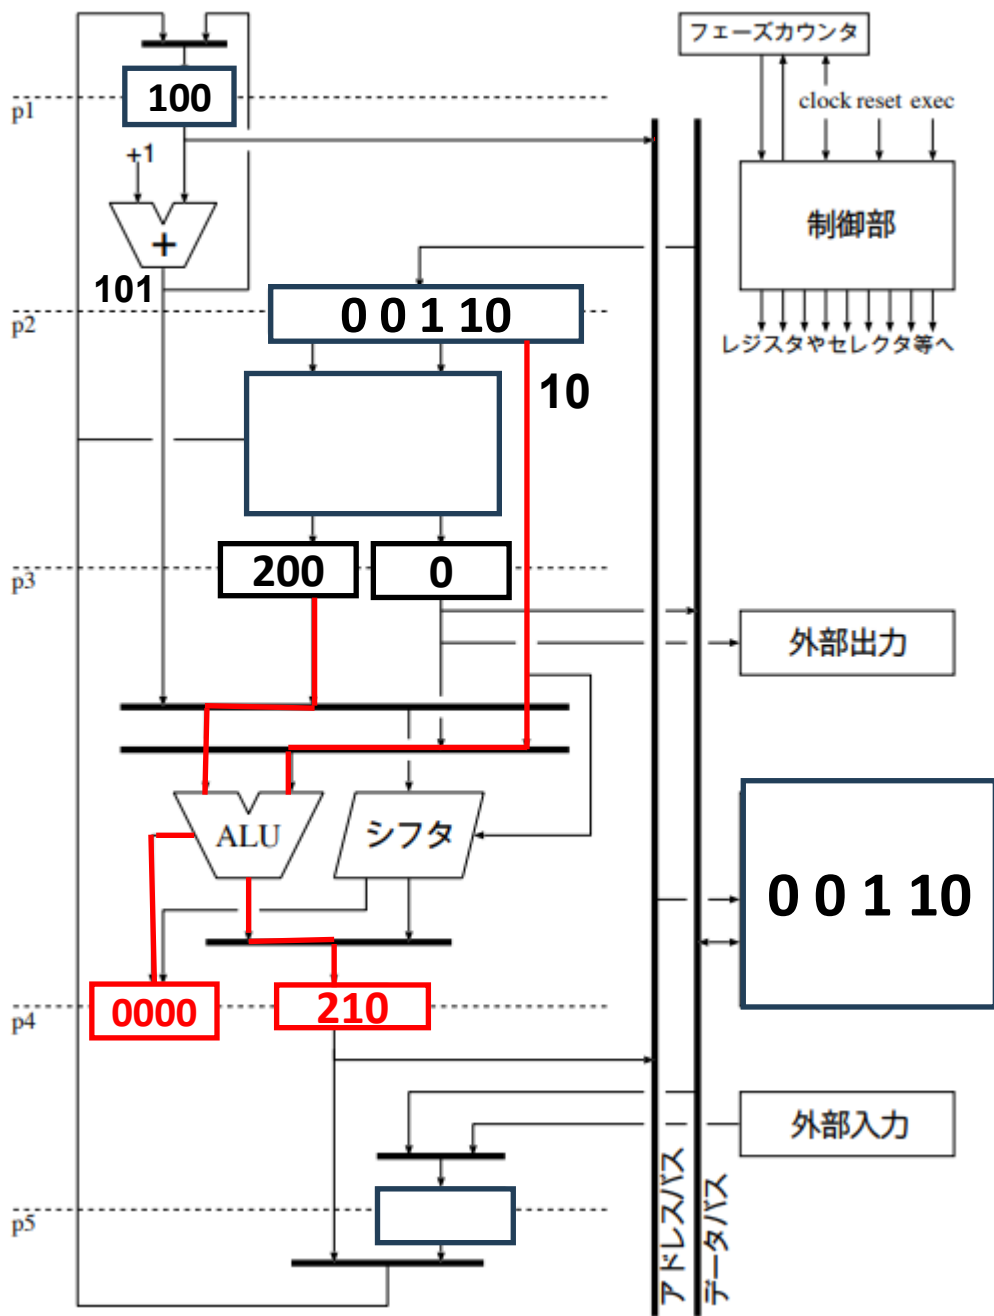 フェーズカウンタ
p1
100
clock reset exec
+1
制御部
+
101
p2
0 0 1 10
レジスタやセレクタ等へ
10
p3
200
0
外部出力
ALU
シフタ
0 0 1 10
p4
0000
210
外部入力
アドレスバス
データバス
p5